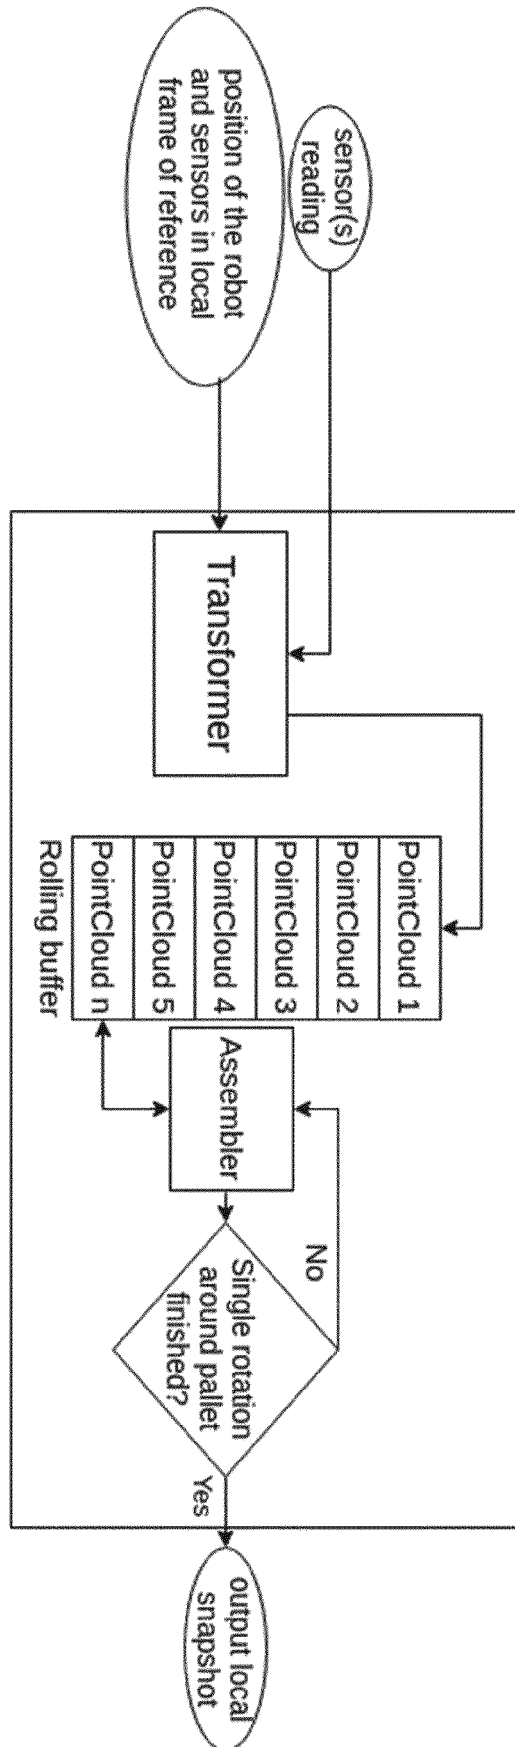 sensor(s)
reading
position of the robot
and sensors in local
frame of reference
Transformer
PointCloud 1
PointCloud 2
PointCloud 3
PointCloud 4
PointCloud 5
PointCloud n
Rolling buffer
Assembler
No
Single rotation
around pallet
finished?
Yes
output local
snapshot